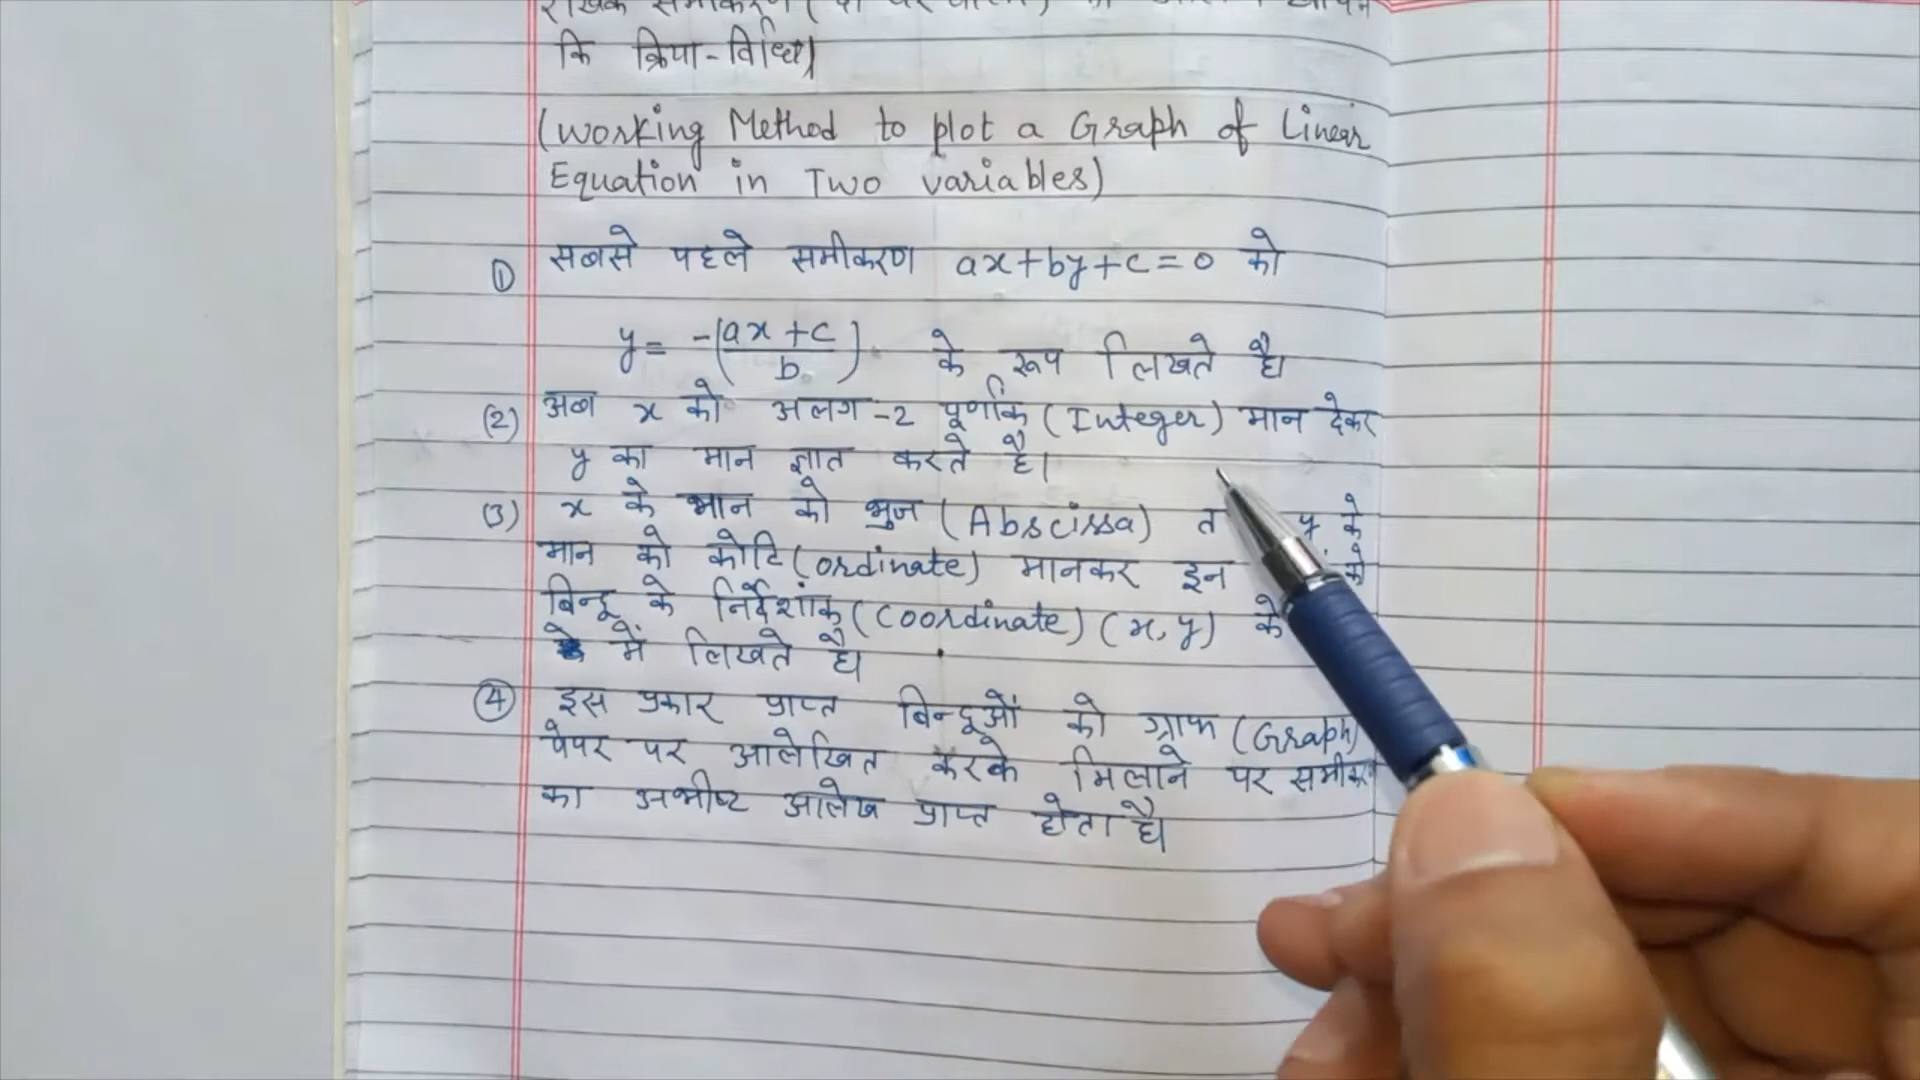 कि क्रिया-विधि)
(Working Method to plot a Graph of Linear
Equation in Two variables)
① सबसे पहले समीकरण ax+by+c=0 को
y= -(ax+c/b) के रूप लिखते है।
(2) अब x को अलग-2 पूर्णांक (Integer) मान देकर
y का मान ज्ञात करते है।
(3) x के मान को भुज (Abscissa) y के
मान को कोटि (ordinate) मानकर इन को
बिन्दू के निर्देशांक (Coordinate) (x, y) के
में लिखते है।
④ इस प्रकार प्राप्त बिन्दूओं को ग्राफ (Graph)
पेपर पर आलेखित करके मिलाने पर समीकरण
का अभीष्ट आलेख प्राप्त होता है।